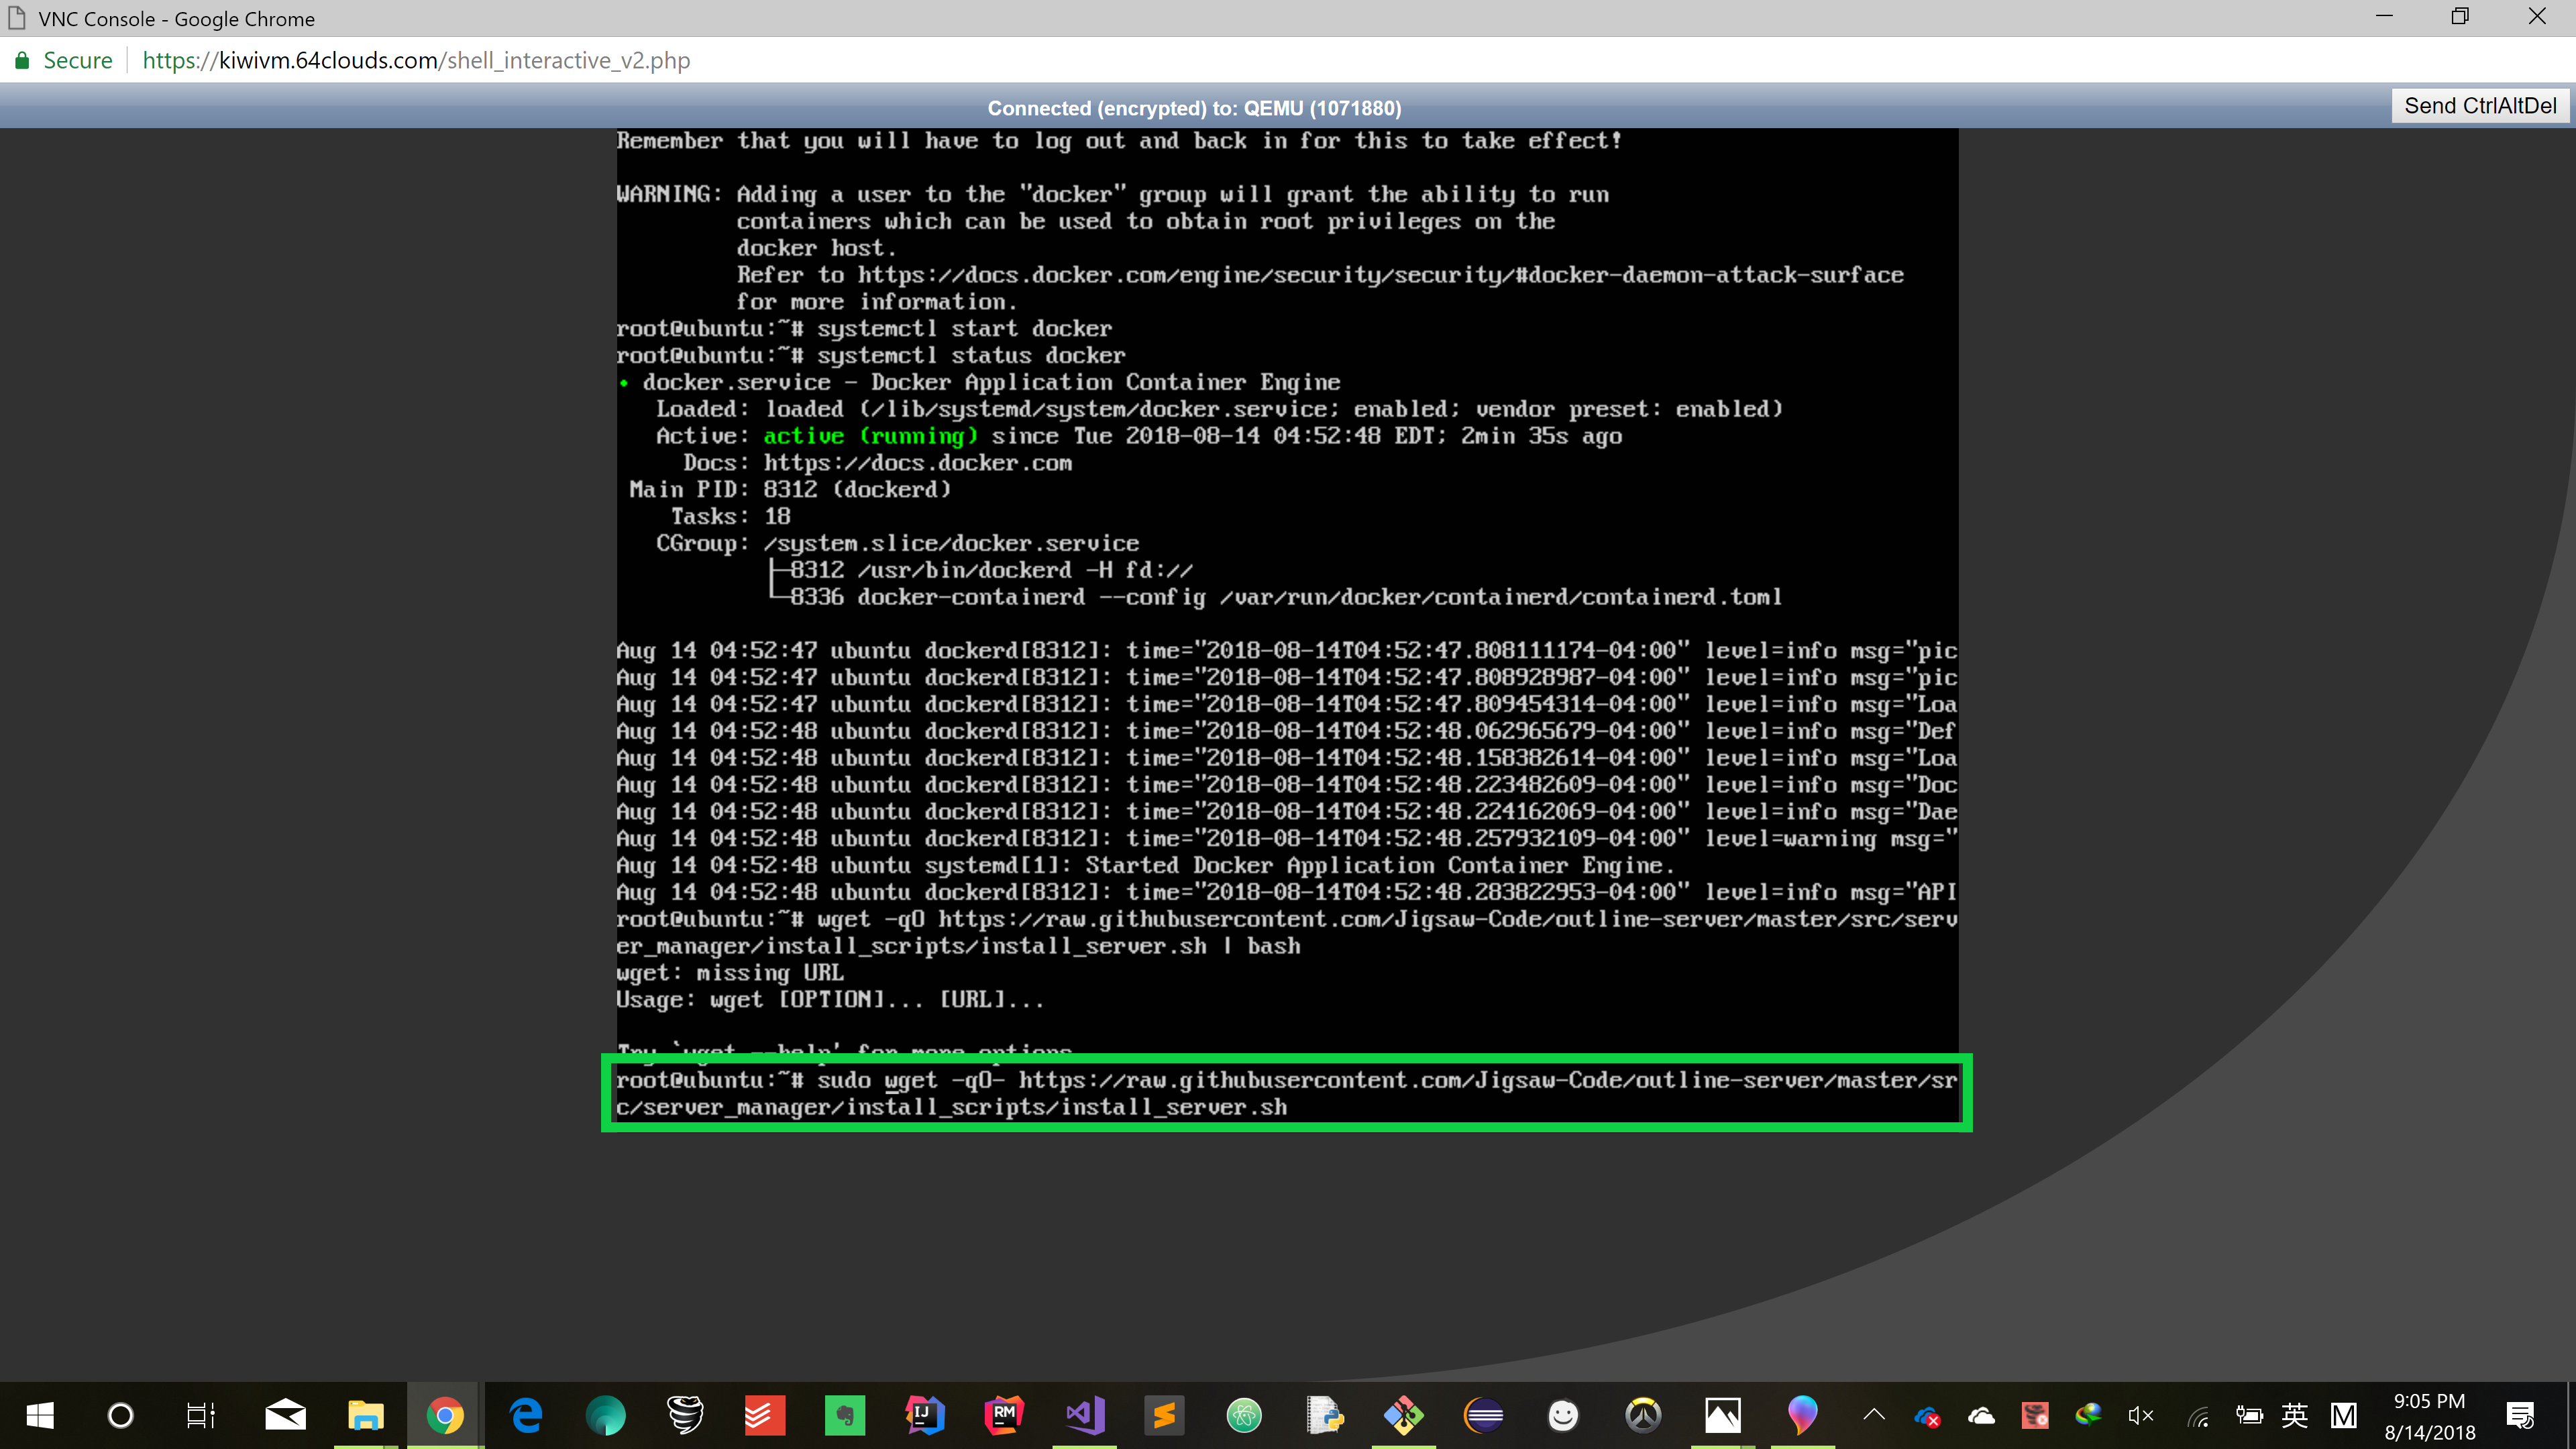 VNC Console - Google Chrome
Secure https://kiwivm.64clouds.com/shell_interactive_v2.php
Connected (encrypted) to: QEMU (1071880)
Send CtrlAltDel
Remember that you will have to log out and back in for this to take effect!
WARNING: Adding a user to the "docker" group will grant the ability to run
containers which can be used to obtain root privileges on the
docker host.
Refer to https://docs.docker.com/engine/security/security/#docker-daemon-attack-surface
for more information.
root@ubuntu:~# systemctl start docker
root@ubuntu:~# systemctl status docker
• docker.service - Docker Application Container Engine
Loaded: loaded (/lib/systemd/system/docker.service; enabled; vendor preset: enabled)
Active: active (running) since Tue 2018-08-14 04:52:48 EDT; 2min 35s ago
Docs: https://docs.docker.com
Main PID: 8312 (dockerd)
Tasks: 18
CGroup: /system.slice/docker.service
├─8312 /usr/bin/dockerd -H fd://
└─8336 docker-containerd --config /var/run/docker/containerd/containerd.toml
Aug 14 04:52:47 ubuntu dockerd[8312]: time="2018-08-14T04:52:47.808111174-04:00" level=info msg="pic
Aug 14 04:52:47 ubuntu dockerd[8312]: time="2018-08-14T04:52:47.808928987-04:00" level=info msg="pic
Aug 14 04:52:47 ubuntu dockerd[8312]: time="2018-08-14T04:52:47.809454314-04:00" level=info msg="Loa
Aug 14 04:52:48 ubuntu dockerd[8312]: time="2018-08-14T04:52:48.062965679-04:00" level=info msg="Def
Aug 14 04:52:48 ubuntu dockerd[8312]: time="2018-08-14T04:52:48.158382614-04:00" level=info msg="Loa
Aug 14 04:52:48 ubuntu dockerd[8312]: time="2018-08-14T04:52:48.223482609-04:00" level=info msg="Doc
Aug 14 04:52:48 ubuntu dockerd[8312]: time="2018-08-14T04:52:48.224162069-04:00" level=info msg="Dae
Aug 14 04:52:48 ubuntu dockerd[8312]: time="2018-08-14T04:52:48.257932109-04:00" level=warning msg="
Aug 14 04:52:48 ubuntu systemd[1]: Started Docker Application Container Engine.
Aug 14 04:52:48 ubuntu dockerd[8312]: time="2018-08-14T04:52:48.283822953-04:00" level=info msg="API
root@ubuntu:~# wget -qO https://raw.githubusercontent.com/Jigsaw-Code/outline-server/master/src/serv
er_manager/install_scripts/install_server.sh | bash
wget: missing URL
Usage: wget [OPTION]... [URL]...
Try `wget --help' for more options
root@ubuntu:~# sudo wget -qO- https://raw.githubusercontent.com/Jigsaw-Code/outline-server/master/sr
c/server_manager/install_scripts/install_server.sh
IJ
RM
英
M
9:05 PM
8/14/2018